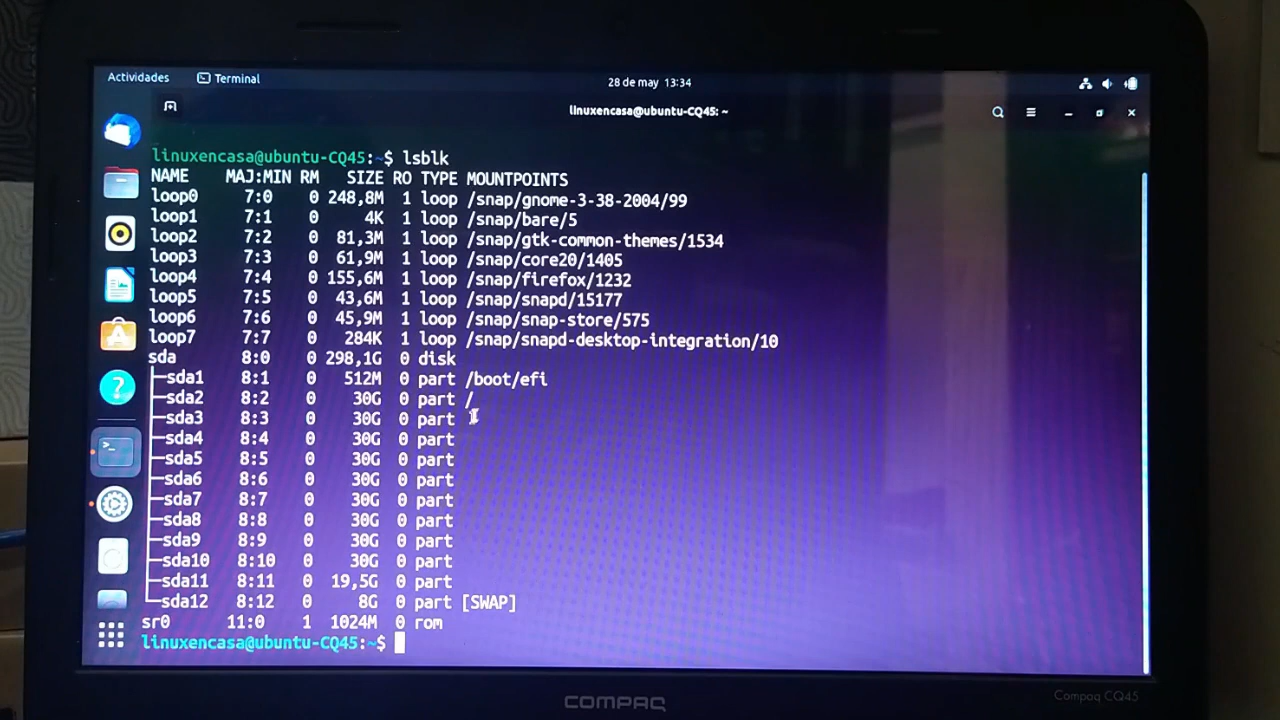 Actividades Terminal 28 de may 13:34
linuxencasa@ubuntu-CQ45: ~
linuxencasa@ubuntu-CQ45:~$ lsblk
NAME MAJ:MIN RM SIZE RO TYPE MOUNTPOINTS
loop0 7:0 0 248,8M 1 loop /snap/gnome-3-38-2004/99
loop1 7:1 0 4K 1 loop /snap/bare/5
loop2 7:2 0 81,3M 1 loop /snap/gtk-common-themes/1534
loop3 7:3 0 61,9M 1 loop /snap/core20/1405
loop4 7:4 0 155,6M 1 loop /snap/firefox/1232
loop5 7:5 0 43,6M 1 loop /snap/snapd/15177
loop6 7:6 0 45,9M 1 loop /snap/snap-store/575
loop7 7:7 0 284K 1 loop /snap/snapd-desktop-integration/10
sda 8:0 0 298,1G 0 disk
├─sda1 8:1 0 512M 0 part /boot/efi
├─sda2 8:2 0 30G 0 part /
├─sda3 8:3 0 30G 0 part
├─sda4 8:4 0 30G 0 part
├─sda5 8:5 0 30G 0 part
├─sda6 8:6 0 30G 0 part
├─sda7 8:7 0 30G 0 part
├─sda8 8:8 0 30G 0 part
├─sda9 8:9 0 30G 0 part
├─sda10 8:10 0 30G 0 part
├─sda11 8:11 0 19,5G 0 part
└─sda12 8:12 0 8G 0 part [SWAP]
sr0 11:0 1 1024M 0 rom
linuxencasa@ubuntu-CQ45:~$
COMPAQ
Compaq CQ45